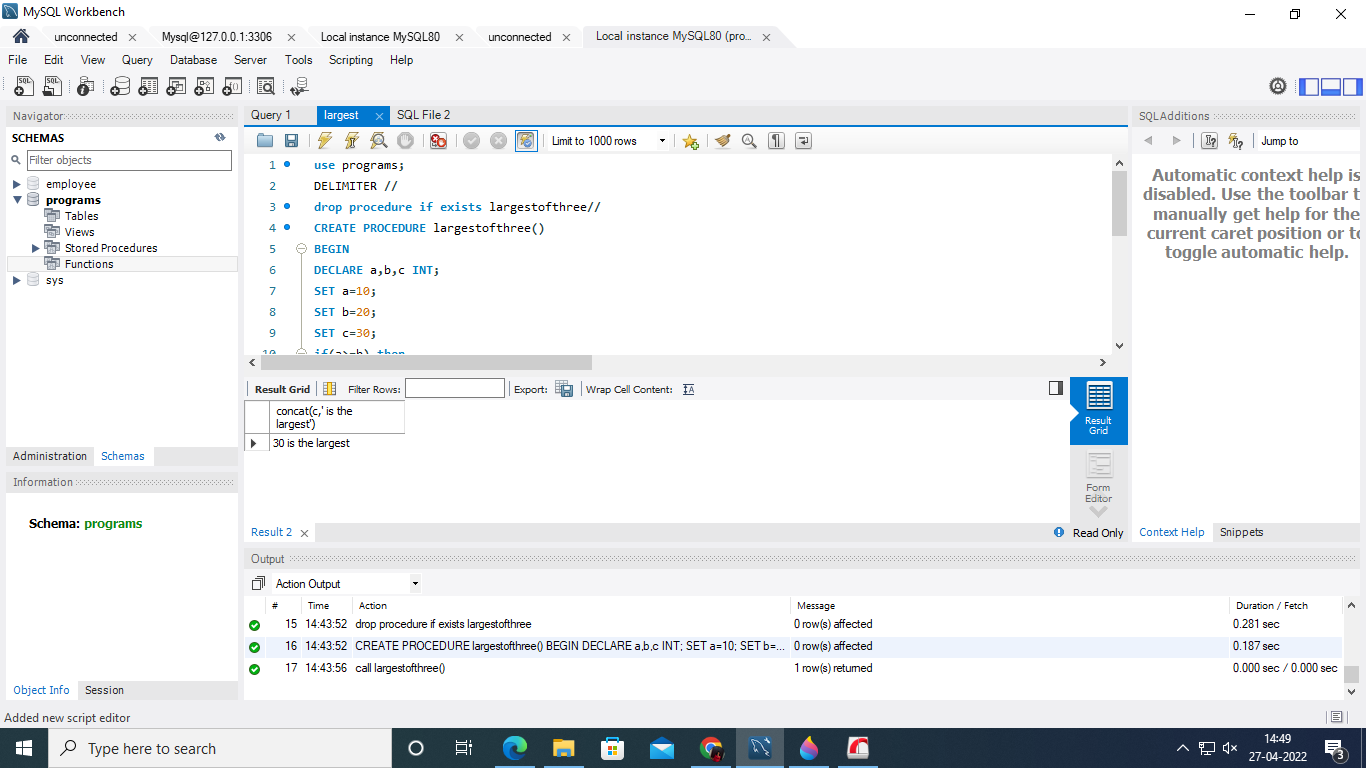 MySQL Workbench
unconnected
Mysql@127.0.0.1:3306
Local instance MySQL80
unconnected
Local instance MySQL80 (pro...
File Edit View Query Database Server Tools Scripting Help
Navigator
SCHEMAS
Filter objects
employee
programs
Tables
Views
Stored Procedures
Functions
sys
Administration Schemas
Information
Schema: programs
Object Info Session
Query 1 largest SQL File 2
Limit to 1000 rows
1 use programs;
2 DELIMITER //
3 drop procedure if exists largestofthree//
4 CREATE PROCEDURE largestofthree()
5 BEGIN
6 DECLARE a,b,c INT;
7 SET a=10;
8 SET b=20;
9 SET c=30;
10 if(a>=b) then
Result Grid Filter Rows: Export: Wrap Cell Content:
concat(c,' is the
largest')
30 is the largest
Result
Grid
Form
Editor
Result 2
Read Only
SQLAdditions
Jump to
Automatic context help is
disabled. Use the toolbar t
manually get help for the
current caret position or to
toggle automatic help.
Context Help Snippets
Output
Action Output
# Time Action Message Duration / Fetch
15 14:43:52 drop procedure if exists largestofthree 0 row(s) affected 0.281 sec
16 14:43:52 CREATE PROCEDURE largestofthree() BEGIN DECLARE a,b,c INT; SET a=10; SET b=... 0 row(s) affected 0.187 sec
17 14:43:56 call largestofthree() 1 row(s) returned 0.000 sec / 0.000 sec
Added new script editor
Type here to search
14:49
27-04-2022
3